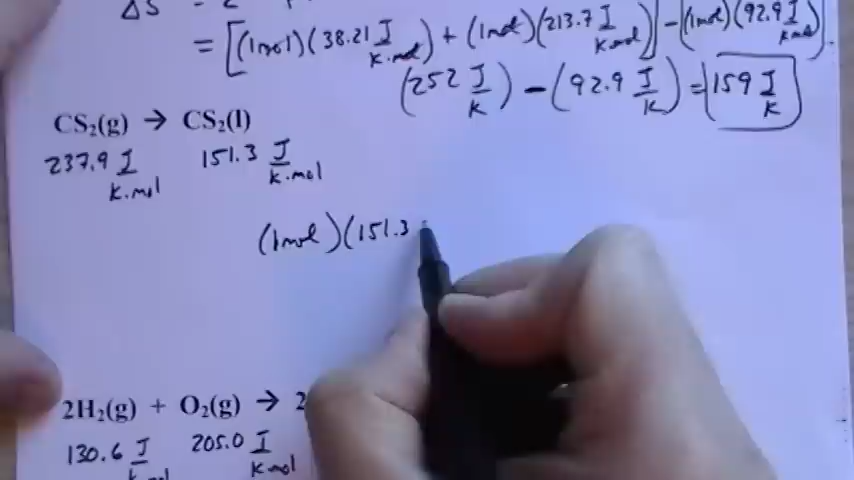 ΔS
= [(1mol)(38.21 J/K.mol) + (1mol)(213.7 J/K.mol)] - (1mol)(92.9 J/K.mol)
(252 J/K) - (92.9 J/K) = 159 J/K
CS₂(g) → CS₂(l)
237.9 J/K.mol 151.3 J/K.mol
(1mol)(151.3
2H₂(g) + O₂(g) → 2
130.6 J/K.mol 205.0 J/K.mol